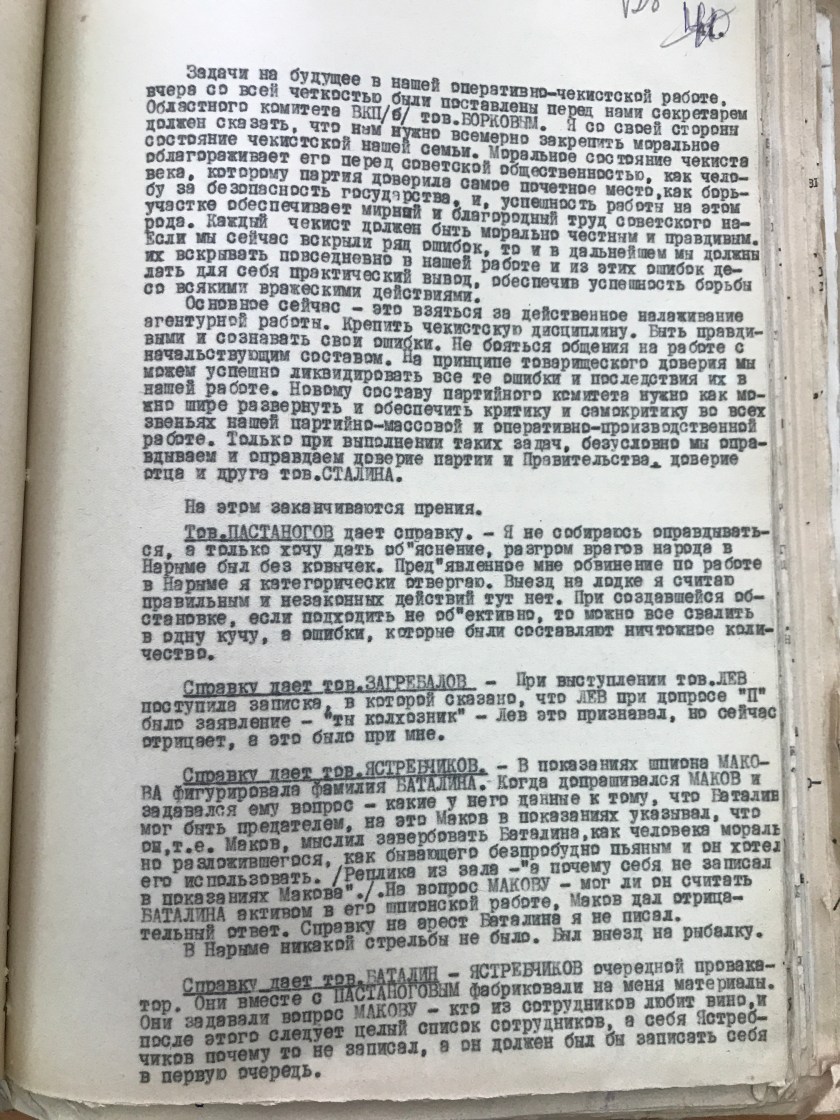 Задачи на будущее в нашей оперативно-чекистской работе,
вчера со всей четкостью были поставлены перед нами секретарем
Областного комитета ВКП/б/ тов.БОРКОВЫМ. Я со своей стороны
должен сказать, что нам нужно всемерно закрепить моральное
состояние чекистской нашей семьи. Моральное состояние чекиста
облагораживает его перед советской общественностью, как чело-
века, которому партия доверила самое почетное место,как борь-
бу за безопасность государства, и, успешность работы на этом
участке обеспечивает мирный и благородный труд советского на-
рода. Каждый чекист должен быть морально честным и правдивым.
Если мы сейчас вскрыли ряд ошибок, то и в дальнейшем мы должны
их вскрывать повседневно в нашей работе и из этих ошибок де-
лать для себя практический вывод, обеспечив успешность борьбы
со всякими вражескими действиями.
Основное сейчас - это взяться за действенное налаживание
агентурной работы. Крепить чекистскую дисциплину. Быть правди-
выми и сознавать свои ошибки. Не бояться общения на работе с
начальствующим составом. На принципе товарищеского доверия мы
можем успешно ликвидировать все те ошибки и последствия их в
нашей работе. Новому составу партийного комитета нужно как мо-
жно шире развернуть и обеспечить критику и самокритику во всех
звеньях нашей партийно-массовой и оперативно-производственной
работе. Только при выполнении таких задач, безусловно мы опра-
вдываем и оправдаем доверие партии и Правительства, доверие
отца и друга тов.СТАЛИНА.
На этом заканчиваются прения.
Тов.ПАСТАНОГОВ дает справку. - Я не собираюсь оправдывать-
ся, а только хочу дать об"яснение, разгром врагов народа в
Нарыме был без ковычек. Пред"явленное мне обвинение по работе
в Нарыме я категорически отвергаю. Выезд на лодке я считаю
правильным и незаконных действий тут нет. При создавшейся об-
становке, если подходить не об"ективно, то можно все свалить
в одну кучу, а ошибки, которые были составляют ничтожное коли-
чество.
Справку дает тов.ЗАГРЕБАЛОВ - При выступлении тов.ЛЕВ
поступила записка, в которой сказано, что ЛЕВ при допросе "П"
было заявление - "ты колхозник" - Лев это признавал, но сейчас
отрицает, а это было при мне.
Справку дает тов.ЯСТРЕБЧИКОВ. - В показаниях шпиона МАКО-
ВА фигурировала фамилия БАТАЛИНА. Когда допрашивался МАКОВ и
задавался ему вопрос - какие у него данные к тому, что Баталин
мог быть предателем, на это Маков в показаниях указывал, что
он,т.е. Маков, мыслил завербовать Баталина,как человека мораль
но разложившегося, как бывающего безпробудно пьяным и он хотел
его использовать. /Реплика из зала -"а почему себя не записал
в показаниях Макова"./.На вопрос МАКОВУ - мог ли он считать
БАТАЛИНА активом в его шпионской работе, Маков дал отрица-
тельный ответ. Справку на арест Баталина я не писал.
В Нарыме никакой стрельбы не было. Был выезд на рыбалку.
Справку дает тов.БАТАЛИН - ЯСТРЕБЧИКОВ очередной провака-
тор. Они вместе с ПАСТАНОГОВЫМ фабриковали на меня материалы.
Они задавали вопрос МАКОВУ - кто из сотрудников любит вино,и
после этого следует целый список сотрудников, а себя Ястреб-
чиков почему то не записал, а он должен был бы записать себя
в первую очередь.